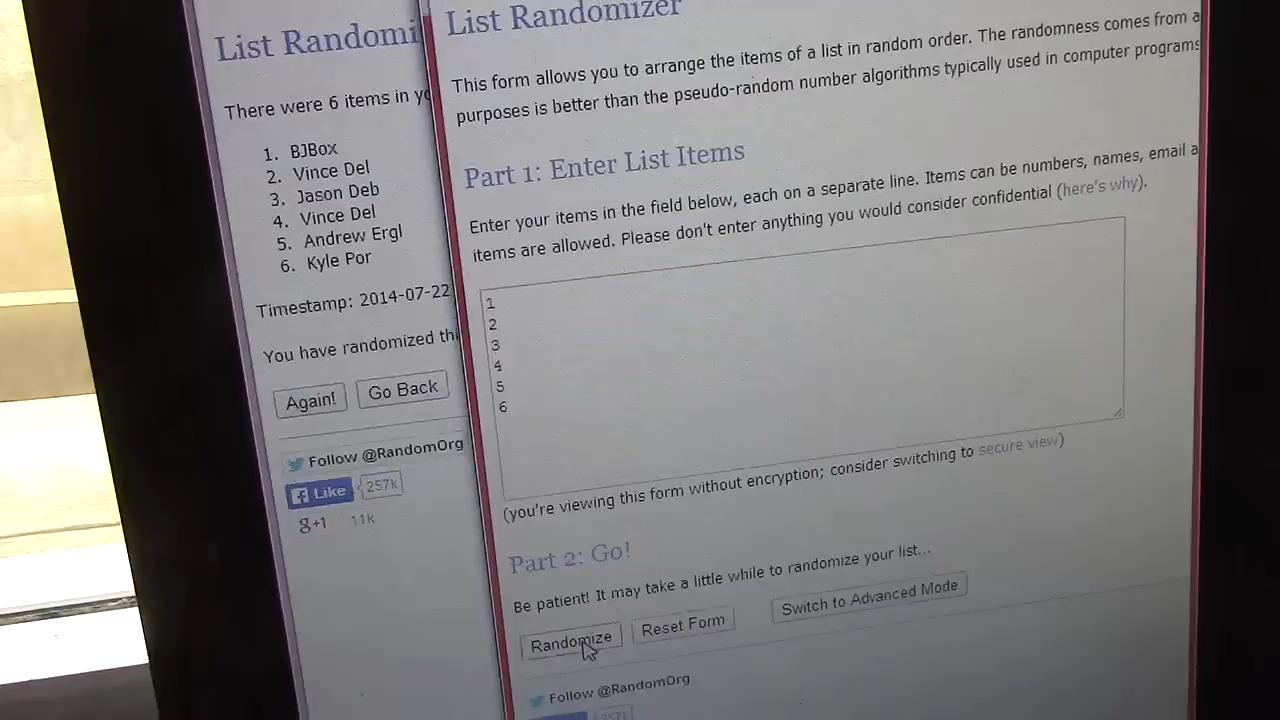 List Randomi
There were 6 items in yo
1. BJBox
2. Vince Del
3. Jason Deb
4. Vince Del
5. Andrew Ergl
6. Kyle Por
Timestamp: 2014-07-22
You have randomized thi
Again! Go Back
Follow @RandomOrg
Like 257k
g+1 11k
List Randomizer
This form allows you to arrange the items of a list in random order. The randomness comes from a
purposes is better than the pseudo-random number algorithms typically used in computer programs
Part 1: Enter List Items
Enter your items in the field below, each on a separate line. Items can be numbers, names, email a
items are allowed. Please don't enter anything you would consider confidential (here's why).
1
2
3
4
5
6
(you're viewing this form without encryption; consider switching to secure view)
Part 2: Go!
Be patient! It may take a little while to randomize your list...
Randomize Reset Form Switch to Advanced Mode
Follow @RandomOrg
257k